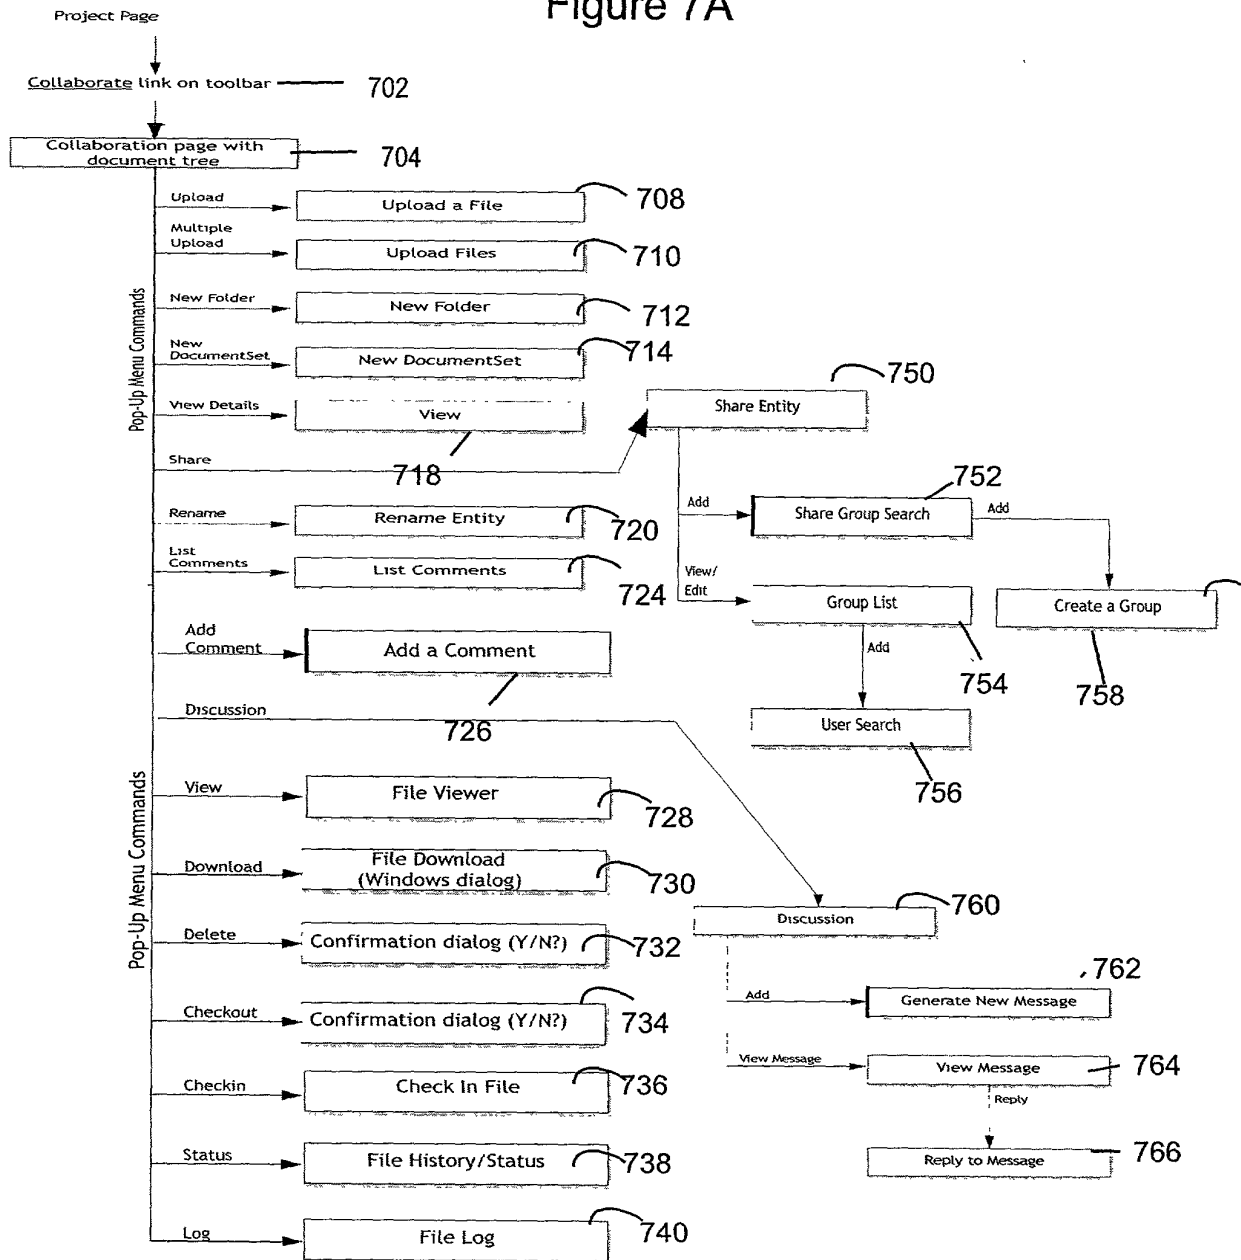 Figure 7A
Project Page
Collaborate link on toolbar
702
Collaboration page with
document tree
704
Pop-Up Menu Commands
Upload
Upload a File
708
Multiple
Upload
Upload Files
710
New Folder
New Folder
712
New
DocumentSet
New DocumentSet
714
View Details
View
718
Share
Share Entity
750
Add
Share Group Search
752
Add
Create a Group
758
View/
Edit
Group List
754
Add
User Search
756
Rename
Rename Entity
720
List
Comments
List Comments
724
Add
Comment
Add a Comment
726
Discussion
Pop-Up Menu Commands
View
File Viewer
728
Download
File Download
(Windows dialog)
730
Delete
Confirmation dialog (Y/N?)
732
Checkout
Confirmation dialog (Y/N?)
734
Checkin
Check In File
736
Status
File History/Status
738
Log
File Log
740
Discussion
760
Add
Generate New Message
762
View Message
View Message
764
Reply
Reply to Message
766